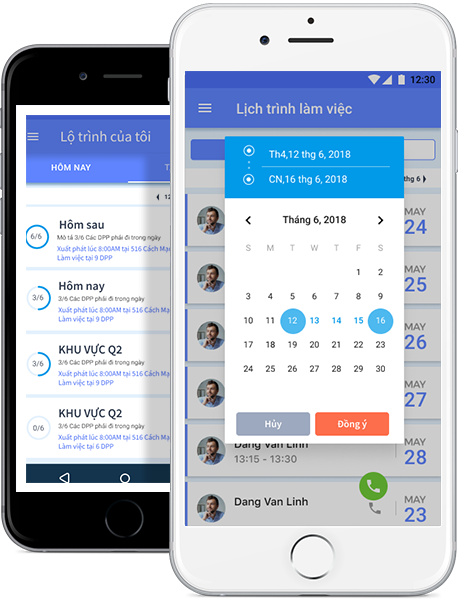 Lộ trình của tôi
HÔM NAY
T
12
6/6
Hôm sau
Mô tả 3/6 Các DPP phải đi trong ngày
Xuát phát lúc 8:00AM tại 516 Cách Mạ
Làm việc tại 9 DPP
3/6
Hôm nay
3/6 Các DPP phải đi trong ngày
Xuất phát lúc 8:00AM tại 516 Cách Mạ
Làm việc tại 9 DPP
3/6
KHU VỰC Q2
3/6 Các DPP phải đi trong ngày
Xuất phát lúc 8:00AM tại 516 Cách Mạ
Làm việc tại 9 DPP
0/6
KHU VỰC Q2
3/6 Các DPP phải đi trong ngày
Xuất phát lúc 8:00AM tại 516 Cách Mạ
Làm việc tại 6 DPP
12:30
Lịch trình làm việc
thg 6
Th4,12 thg 6, 2018
CN,16 thg 6, 2018
Tháng 6, 2018
S M T W T F S
1 2
3 4 5 6 7 8 9
10 11 12 13 14 15 16
17 18 19 20 21 22 23
24 25 26 27 28 29 30
Hủy Đồng ý
MAY
24
MAY
25
MAY
26
MAY
27
Dang Van Linh
13:15 - 13:30
MAY
28
Dang Van Linh
MAY
23